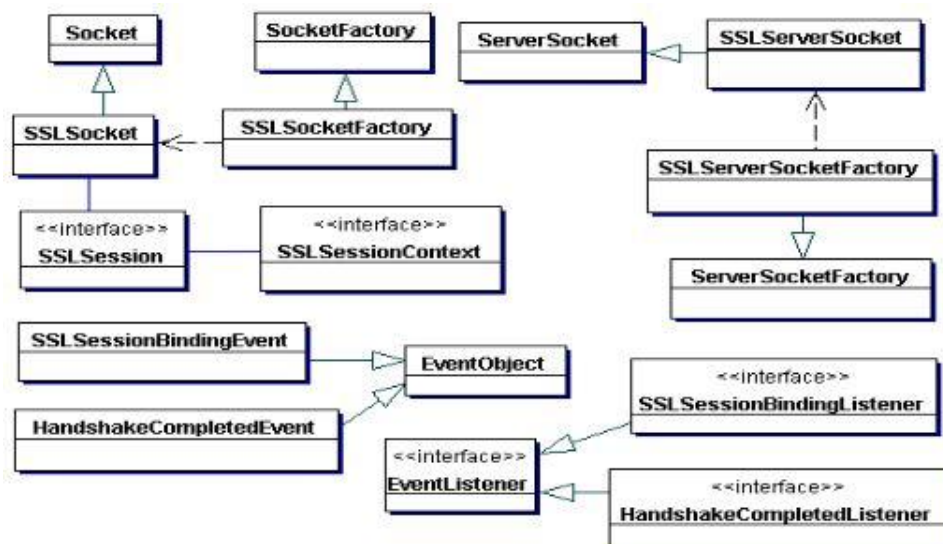 Socket
SocketFactory
ServerSocket
SSLServerSocket
SSLSocket
SSLSocketFactory
SSLServerSocketFactory
<<interface>>
SSLSession
<<interface>>
SSLSessionContext
ServerSocketFactory
SSLSessionBindingEvent
EventObject
<<interface>>
SSLSessionBindingListener
HandshakeCompletedEvent
<<interface>>
EventListener
<<interface>>
HandshakeCompletedListener